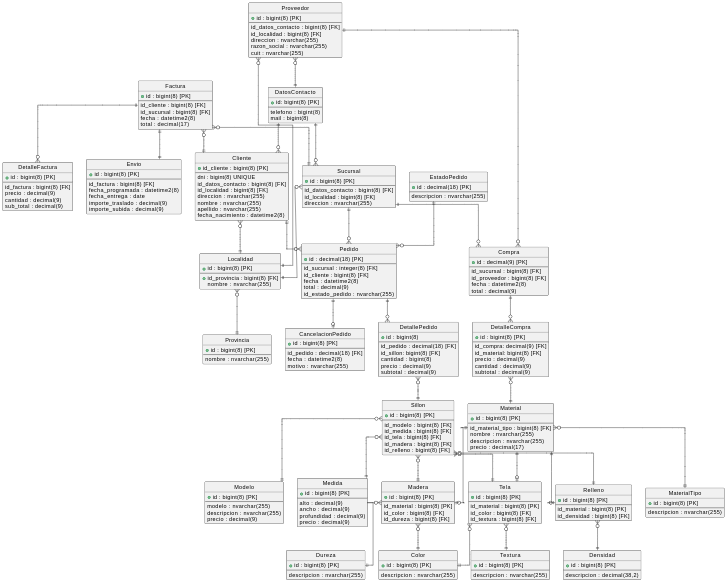 Proveedor
id : bigint(8) [PK]
id_datos_contacto : bigint(8) [FK]
id_localidad : bigint(8) [FK]
direccion : nvarchar(255)
razon_social : nvarchar(255)
cuit : nvarchar(255)
Factura
id : bigint(8) [PK]
id_cliente : bigint(8) [FK]
id_sucursal : bigint(8) [FK]
fecha : datetime2(8)
total : decimal(17)
DatosContacto
id: bigint(8) [PK]
telefono : bigint(8)
mail : bigint(8)
DetalleFactura
id : bigint(8) [PK]
id_factura : bigint(8) [FK]
precio : decimal(9)
cantidad : decimal(9)
sub_total : decimal(9)
Envio
id : bigint(8) [PK]
id_factura : bigint(8) [FK]
fecha_programada : datetime2(8)
fecha_entrega : date
importe_traslado : decimal(9)
importe_subida : decimal(9)
Cliente
id_cliente : bigint(8) [PK]
dni : bigint(8) UNIQUE
id_datos_contacto : bigint(8) [FK]
id_localidad : bigint(8) [FK]
direccion : nvarchar(255)
nombre : nvarchar(255)
apellido : nvarchar(255)
fecha_nacimiento : datetime2(8)
Sucursal
id : bigint(8) [PK]
id_datos_contacto : bigint(8) [FK]
id_localidad : bigint(8) [FK]
direccion : nvarchar(255)
EstadoPedido
id : decimal(18) [PK]
descripcion : nvarchar(255)
Localidad
id : bigint(8) [PK]
id_provincia : bigint(8) [FK]
nombre : nvarchar(255)
Pedido
id : decimal(18) [PK]
id_sucursal : integer(8) [FK]
id_cliente : bigint(8) [FK]
fecha : datetime2(8)
total : decimal(9)
id_estado_pedido : nvarchar(255)
Compra
id : decimal(9) [PK]
id_sucursal : bigint(8) [FK]
id_proveedor : bigint(8) [FK]
fecha : datetime2(8)
total : decimal(9)
Provincia
id : bigint(8) [PK]
nombre : nvarchar(255)
CancelacionPedido
id : bigint(8) [PK]
id_pedido : decimal(18) [FK]
fecha : datetime2(8)
motivo : nvarchar(255)
DetallePedido
id : bigint(8)
id_pedido : decimal(18) [FK]
id_silon: bigint(8) [FK]
cantidad : bigint(8)
precio : decimal(9)
subtotal : decimal(9)
DetalleCompra
id : bigint(8) [PK]
id_compra: decimal(9) [FK]
id_material: bigint(8) [FK]
precio : decimal(9)
cantidad : decimal(9)
subtotal : decimal(9)
Sillon
id : bigint(8) [PK]
id_modelo : bigint(8) [FK]
id_medida : bigint(8) [FK]
id_tela : bigint(8) [FK]
id_madera : bigint(8) [FK]
id_relleno : bigint(8) [FK]
Material
id : bigint(8) [PK]
id_material_tipo : bigint(8) [FK]
nombre : nvarchar(255)
descripcion : nvarchar(255)
precio : decimal(17)
Modelo
id : bigint(8) [PK]
modelo : nvarchar(255)
descripcion : nvarchar(255)
precio : decimal(9)
Medida
id : bigint(8) [PK]
alto : decimal(9)
ancho : decimal(9)
profundidad : decimal(9)
precio : decimal(9)
Madera
id : bigint(8) [PK]
id_material : bigint(8) [FK]
id_color : bigint(8) [FK]
id_dureza : bigint(8) [FK]
Tela
id : bigint(8) [PK]
id_material : bigint(8) [FK]
id_color : bigint(8) [FK]
id_textura : bigint(8) [FK]
Relleno
id : bigint(8) [PK]
id_material : bigint(8) [FK]
id_densidad : bigint(8) [FK]
MaterialTipo
id : bigint(8) [PK]
descripcion : nvarchar(255)
Dureza
id : bigint(8) [PK]
descripcion : nvarchar(255)
Color
id : bigint(8) [PK]
descripcion : nvarchar(255)
Textura
id : bigint(8) [PK]
descripcion : nvarchar(255)
Densidad
id : bigint(8) [PK]
descripcion : decimal(38,2)